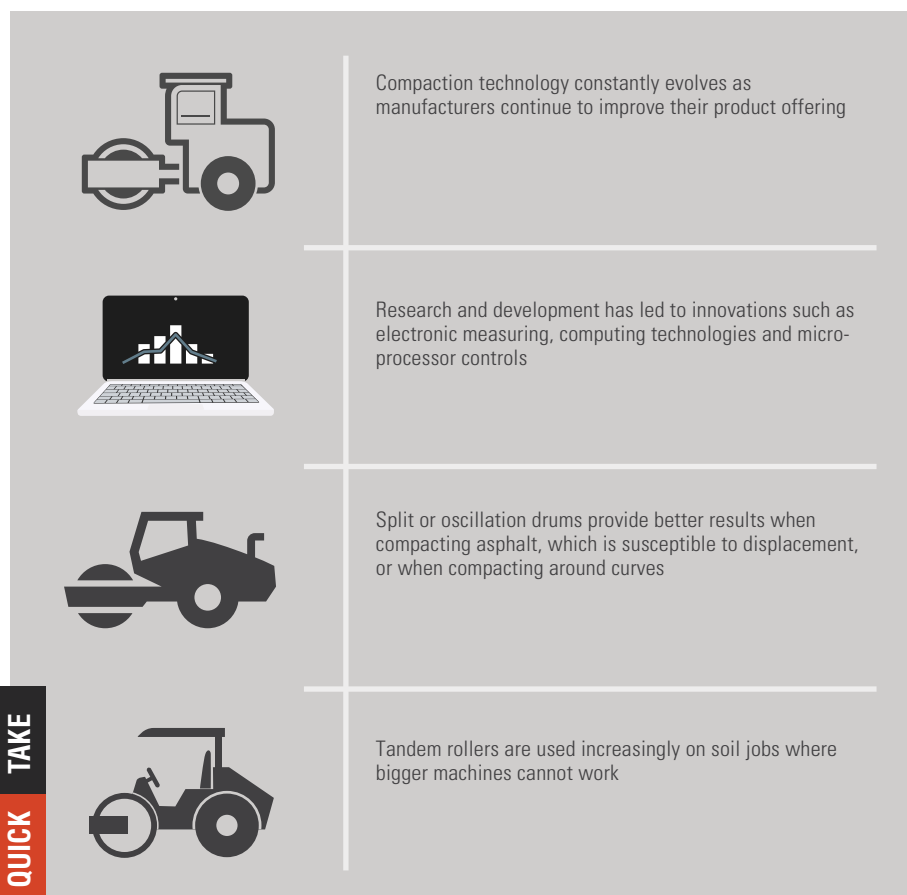 Compaction technology constantly evolves as
manufacturers continue to improve their product offering
Research and development has led to innovations such as
electronic measuring, computing technologies and micro-
processor controls
Split or oscillation drums provide better results when
compacting asphalt, which is susceptible to displacement,
or when compacting around curves
Tandem rollers are used increasingly on soil jobs where
bigger machines cannot work
QUICK TAKE